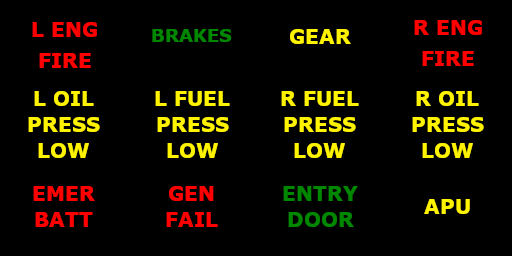 L ENG
FIRE
BRAKES
GEAR
R ENG
FIRE
L OIL
PRESS
LOW
L FUEL
PRESS
LOW
R FUEL
PRESS
LOW
R OIL
PRESS
LOW
EMER
BATT
GEN
FAIL
ENTRY
DOOR
APU